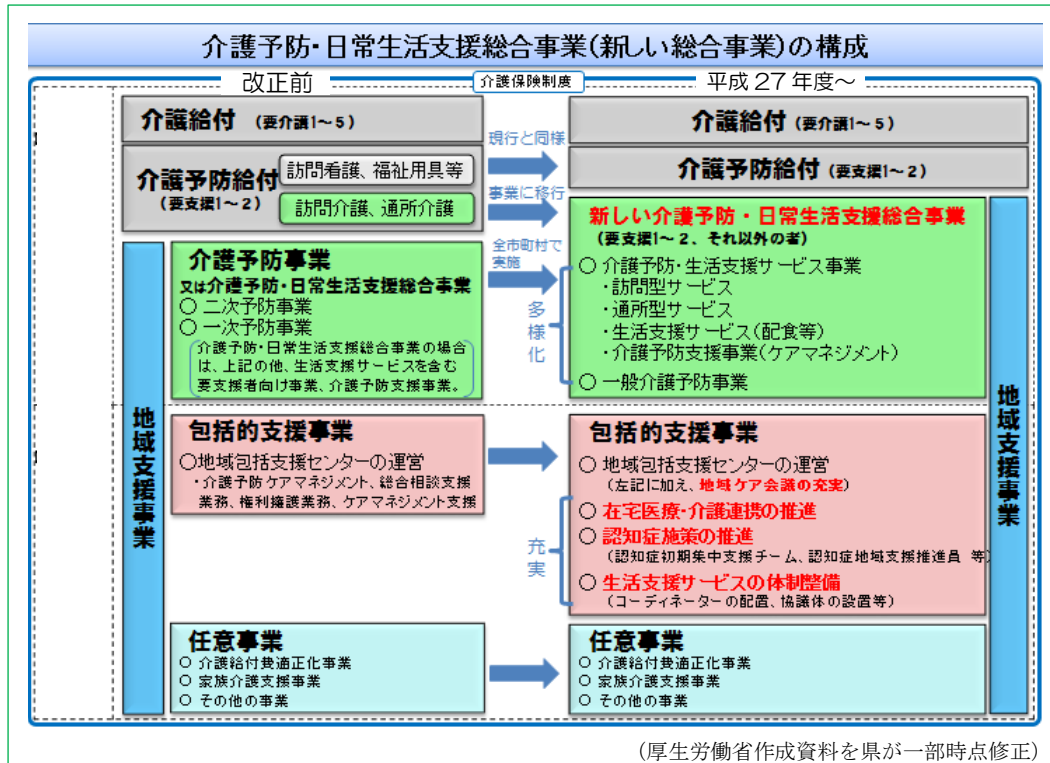 介護予防・日常生活支援総合事業(新しい総合事業)の構成
改正前
介護保険制度
平成27年度～
介護給付 (要介護1～5)
介護予防給付
(要支援1～2)
訪問看護、福祉用具等
訪問介護、通所介護
現行と同様
事業に移行
全市町村で
実施
多様化
充実
介護給付 (要介護1～5)
介護予防給付 (要支援1～2)
地域支援事業
介護予防事業
又は介護予防・日常生活支援総合事業
○ 二次予防事業
○ 一次予防事業
介護予防・日常生活支援総合事業の場合
は、上記の他、生活支援サービスを含む
要支援者向け事業、介護予防支援事業。
新しい介護予防・日常生活支援総合事業
(要支援1～2、それ以外の者)
○ 介護予防・生活支援サービス事業
・訪問型サービス
・通所型サービス
・生活支援サービス(配食等)
・介護予防支援事業(ケアマネジメント)
○ 一般介護予防事業
包括的支援事業
○地域包括支援センターの運営
・介護予防ケアマネジメント、総合相談支援
業務、権利擁護業務、ケアマネジメント支援
包括的支援事業
○ 地域包括支援センターの運営
(左記に加え、地域ケア会議の充実)
○ 在宅医療・介護連携の推進
○ 認知症施策の推進
(認知症初期集中支援チーム、認知症地域支援推進員 等)
○ 生活支援サービスの体制整備
(コーディネーターの配置、協議体の設置等)
任意事業
○ 介護給付費適正化事業
○ 家族介護支援事業
○ その他の事業
任意事業
○ 介護給付費適正化事業
○ 家族介護支援事業
○ その他の事業
地域支援事業
(厚生労働省作成資料を県が一部時点修正)